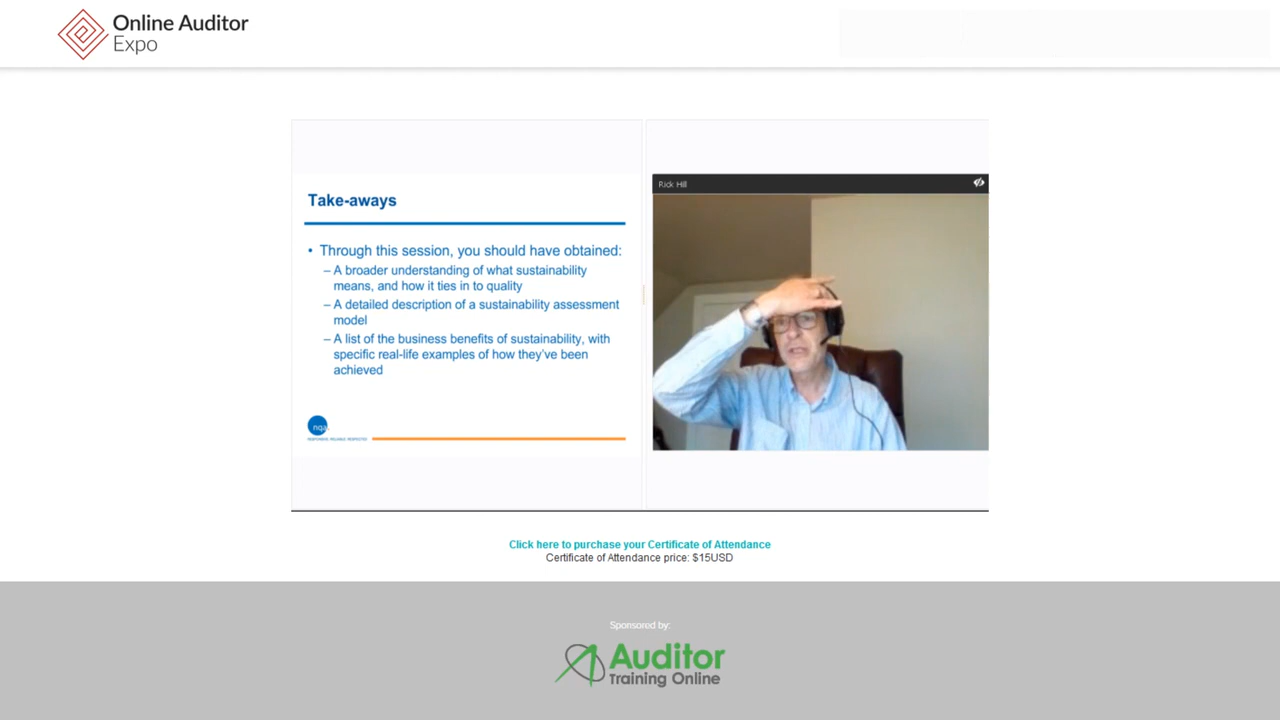 Online Auditor
Expo
Take-aways
• Through this session, you should have obtained:
– A broader understanding of what sustainability
means, and how it ties in to quality
– A detailed description of a sustainability assessment
model
– A list of the business benefits of sustainability, with
specific real-life examples of how they've been
achieved
nqa
RESPONSIVE. RELIABLE. RESPECTED
Rick Hill
Click here to purchase your Certificate of Attendance
Certificate of Attendance price: $15USD
Sponsored by:
Auditor
Training Online